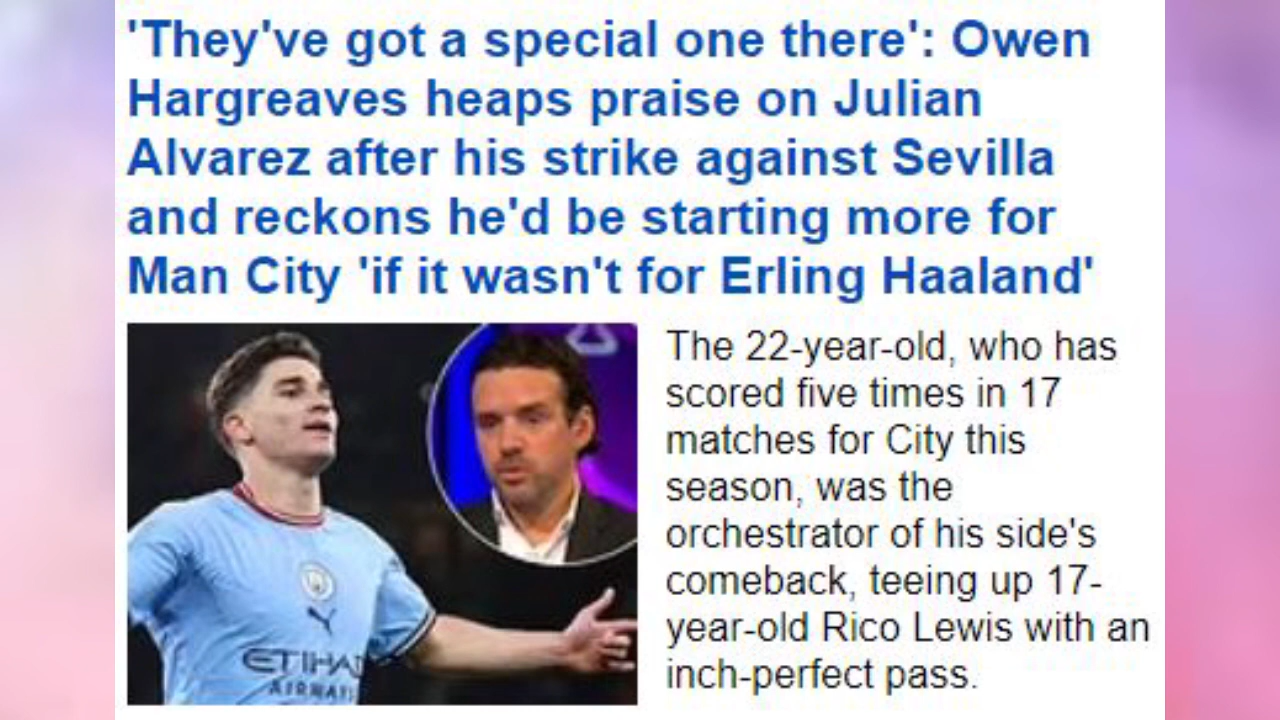 'They've got a special one there': Owen
Hargreaves heaps praise on Julian
Alvarez after his strike against Sevilla
and reckons he'd be starting more for
Man City 'if it wasn't for Erling Haaland'
The 22-year-old, who has
scored five times in 17
matches for City this
season, was the
orchestrator of his side's
comeback, teeing up 17-
year-old Rico Lewis with an
inch-perfect pass.
ETIHAD
AIRWAYS